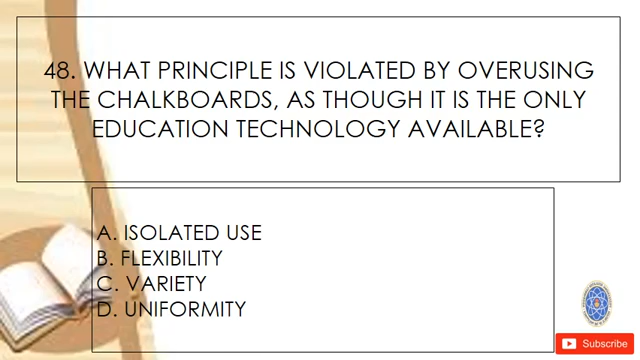 48. WHAT PRINCIPLE IS VIOLATED BY OVERUSING
THE CHALKBOARDS, AS THOUGH IT IS THE ONLY
EDUCATION TECHNOLOGY AVAILABLE?
A. ISOLATED USE
B. FLEXIBILITY
C. VARIETY
D. UNIFORMITY
Subscribe